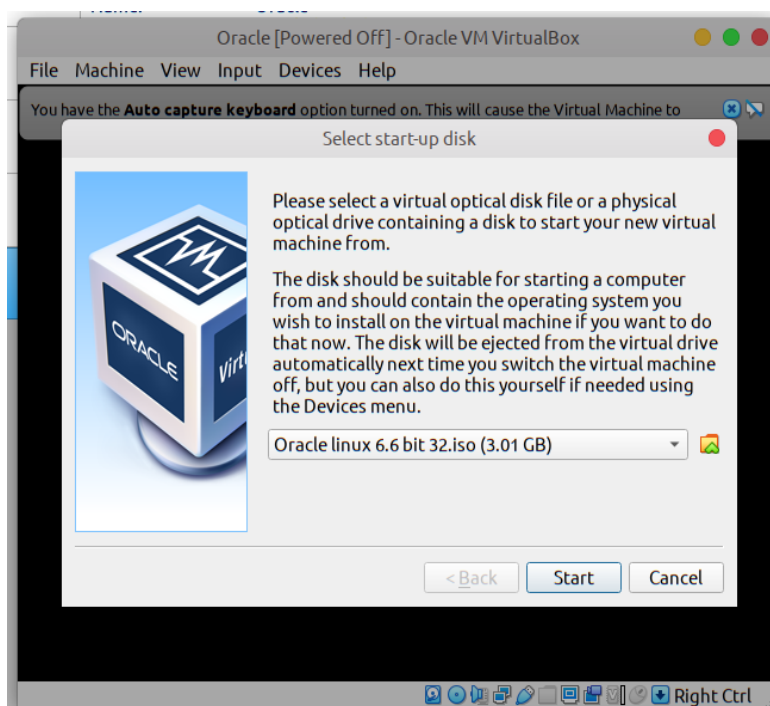 Oracle [Powered Off] - Oracle VM VirtualBox
File Machine View Input Devices Help
You have the Auto capture keyboard option turned on. This will cause the Virtual Machine to
Select start-up disk
Please select a virtual optical disk file or a physical
optical drive containing a disk to start your new virtual
machine from.
The disk should be suitable for starting a computer
from and should contain the operating system you
wish to install on the virtual machine if you want to do
that now. The disk will be ejected from the virtual drive
automatically next time you switch the virtual machine
off, but you can also do this yourself if needed using
the Devices menu.
ORACLE
Oracle linux 6.6 bit 32.iso (3.01 GB)
< Back Start Cancel
Right Ctrl